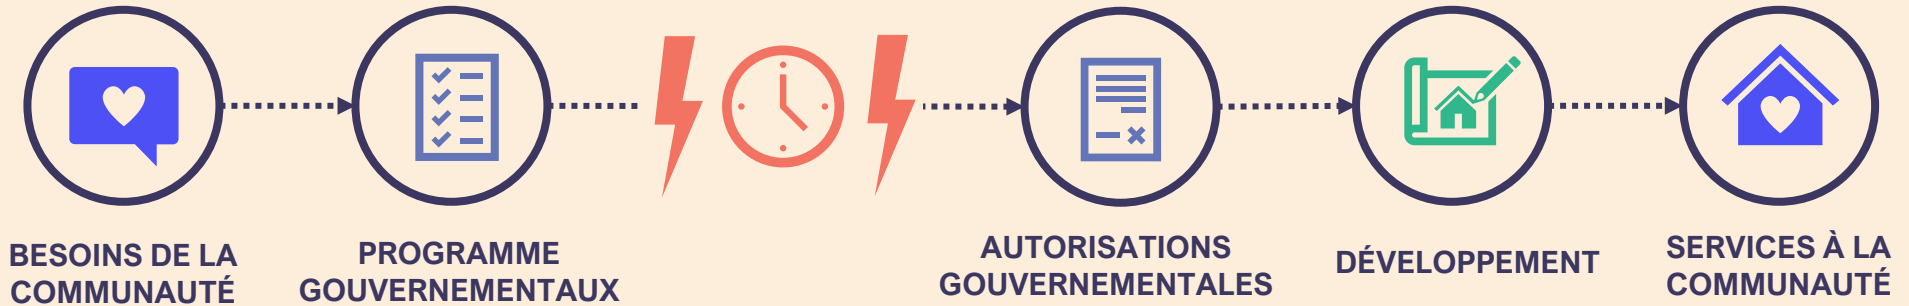 BESOINS DE LA
COMMUNAUTÉ
PROGRAMME
GOUVERNEMENTAUX
AUTORISATIONS
GOUVERNEMENTALES
DÉVELOPPEMENT
SERVICES À LA
COMMUNAUTÉ